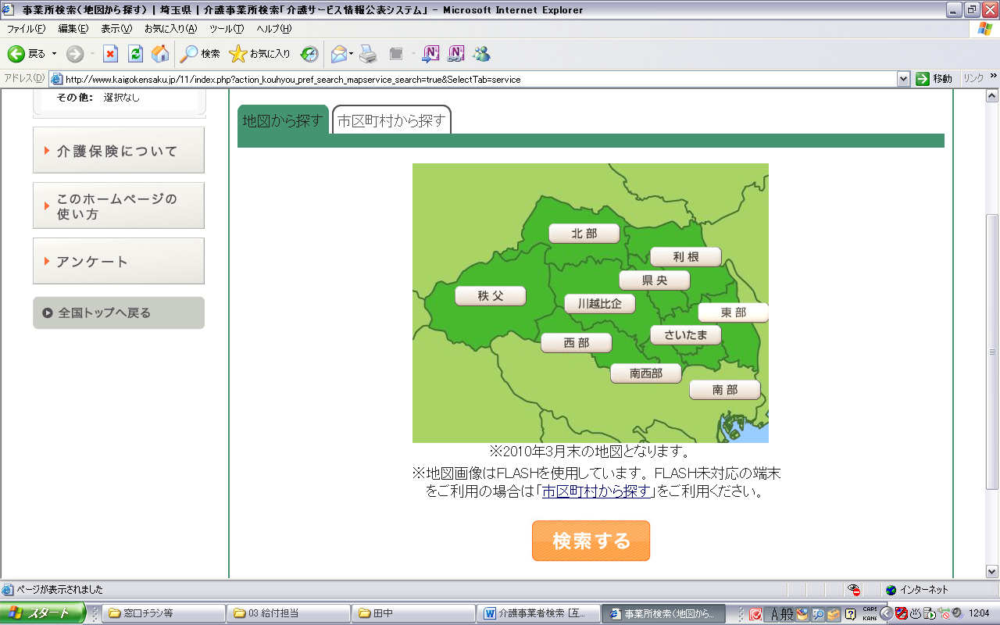 事業所検索(地図から探す) | 埼玉県 | 介護事業所検索「介護サービス情報公表システム」 - Microsoft Internet Explorer
ファイル(F) 編集(E) 表示(V) お気に入り(A) ツール(T) ヘルプ(H)
戻る 検索 お気に入り
アドレス(D) http://www.kaigokensaku.jp/11/index.php?action_kouhyou_pref_search_mapservice_search=true&SelectTab=service 移動 リンク »
その他: 選択なし
介護保険について
このホームページの
使い方
アンケート
全国トップへ戻る
地図から探す 市区町村から探す
北部
利根
県央
秩父
川越比企
東部
さいたま
西部
南西部
南部
※2010年3月末の地図となります。
※地図画像はFLASHを使用しています。FLASH未対応の端末
をご利用の場合は「市区町村から探す」をご利用ください。
検索する
ページが表示されました インターネット
スタート 窓口チラシ等 03 給付担当 田中 介護事業者検索 [互... 事業所検索(地図から... A 般 CAPS KANA 12:04